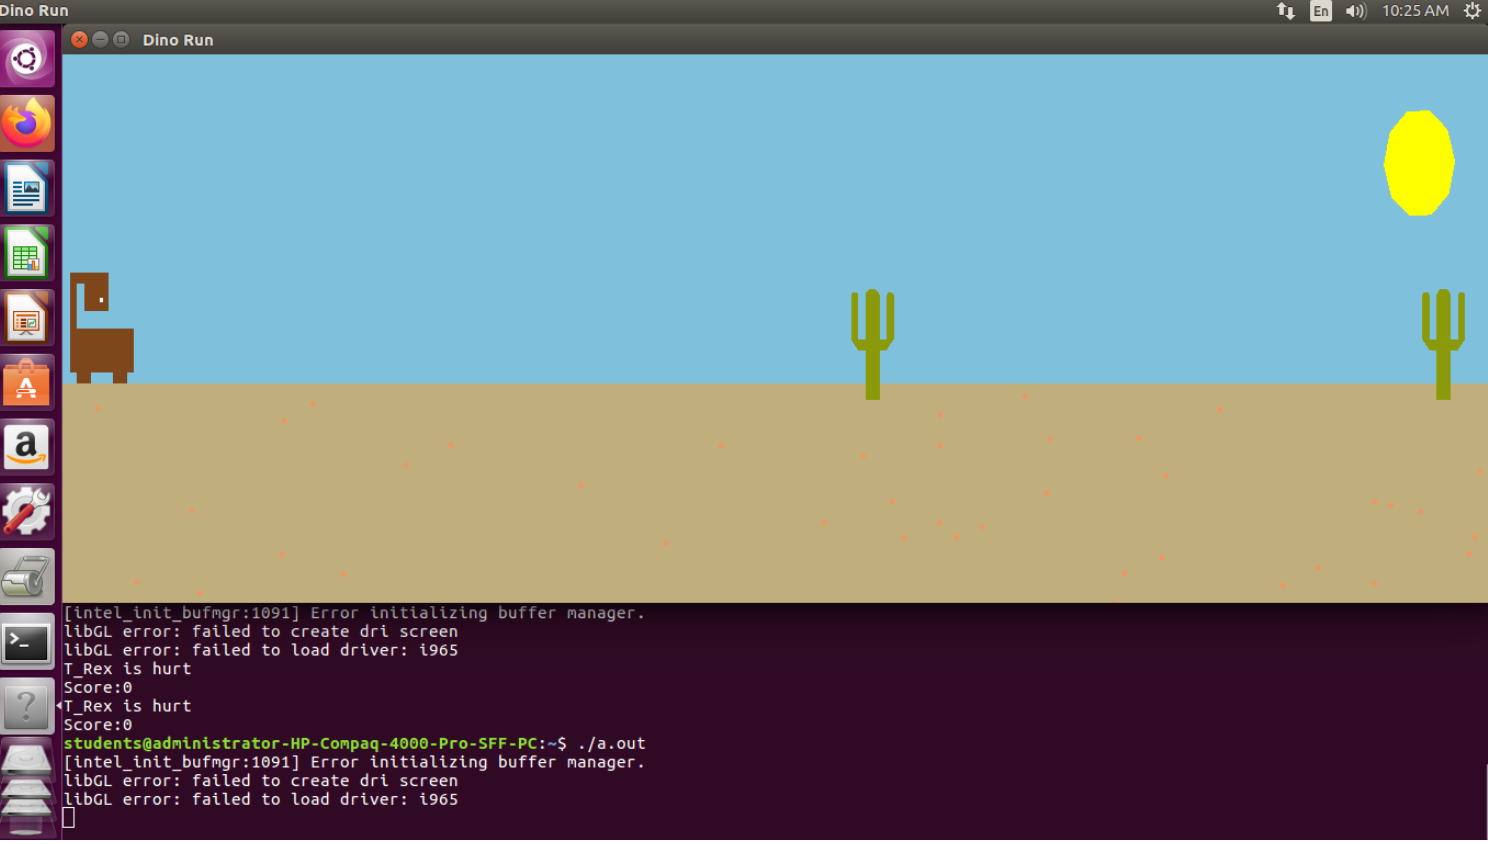 Dino Run
En
10:25 AM
Dino Run
[intel_init_bufmgr:1091] Error initializing buffer manager.
libGL error: failed to create dri screen
libGL error: failed to load driver: i965
T_Rex is hurt
Score:0
T_Rex is hurt
Score:0
students@administrator-HP-Compaq-4000-Pro-SFF-PC:~$ ./a.out
[intel_init_bufmgr:1091] Error initializing buffer manager.
libGL error: failed to create dri screen
libGL error: failed to load driver: i965